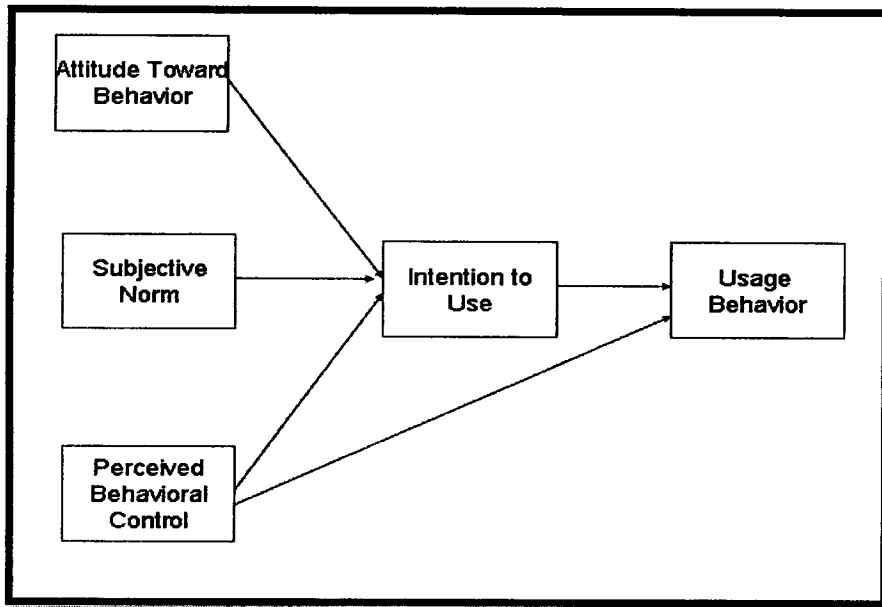 Attitude Toward
Behavior
Subjective
Norm
Intention to
Use
Usage
Behavior
Perceived
Behavioral
Control